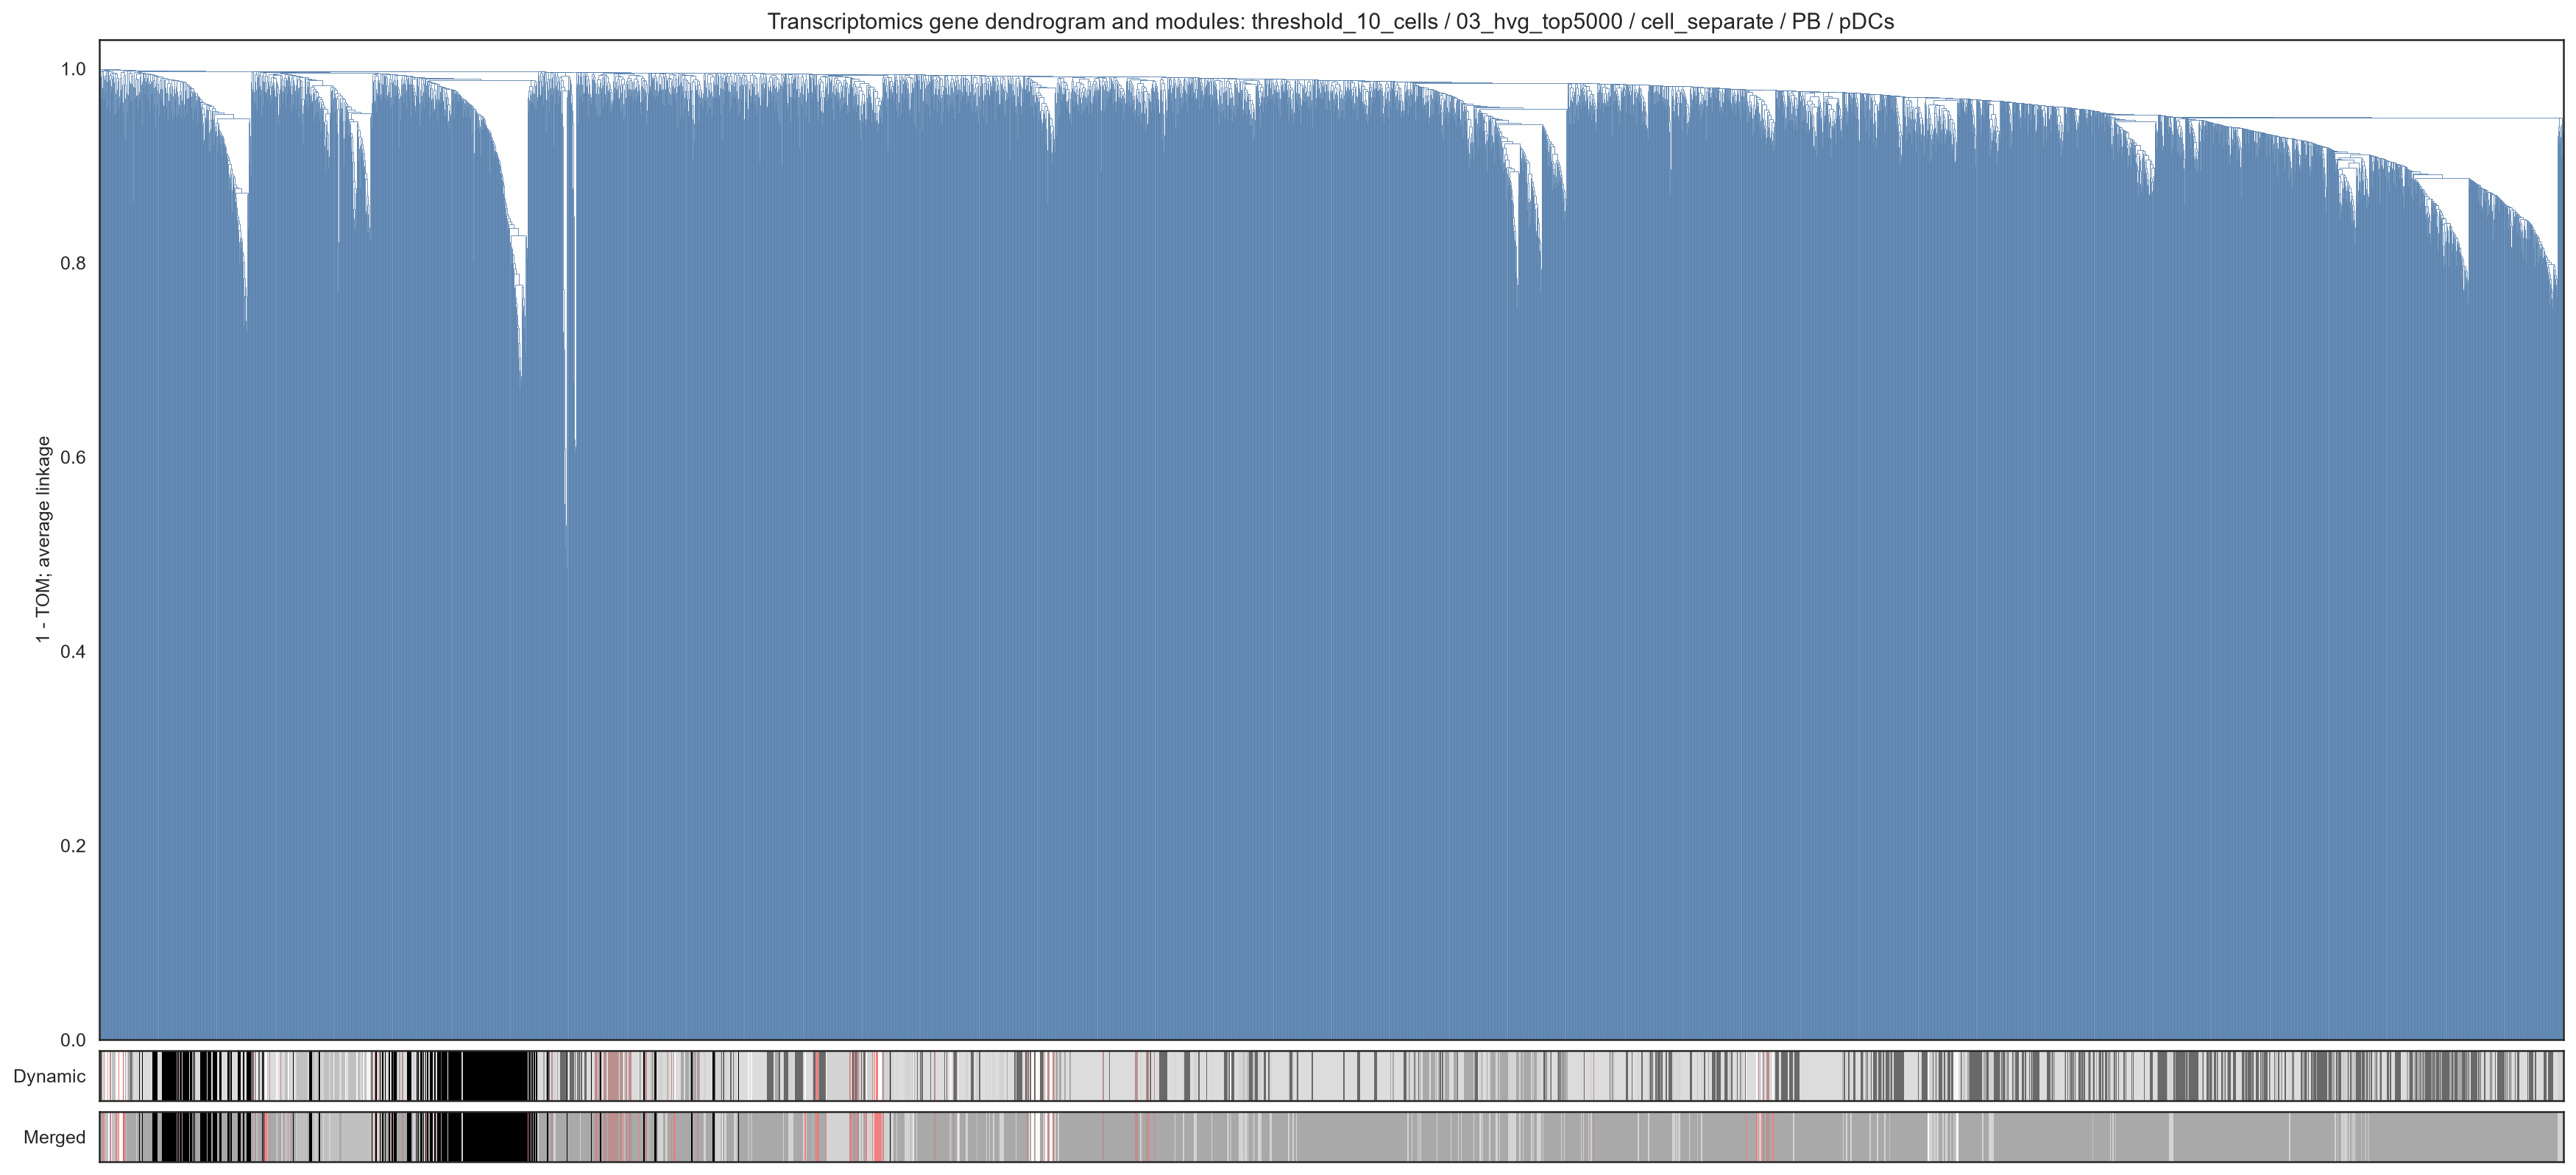 Transcriptomics gene dendrogram and modules: threshold_10_cells / 03_hvg_top5000 / cell_separate / PB / pDCs
1.0
0.8
0.6
0.4
0.2
0.0
1 - TOM; average linkage
Dynamic
Merged